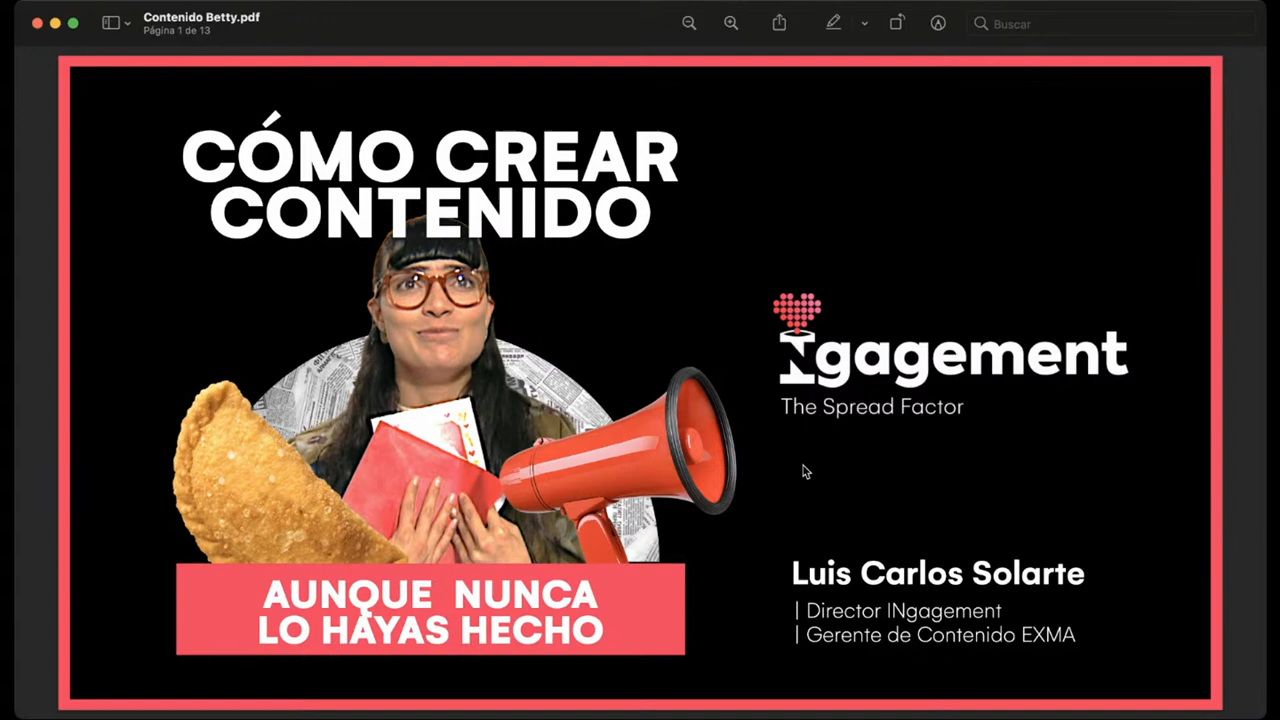 Contenido Betty.pdf
Página 1 de 13
Buscar
CÓMO CREAR
CONTENIDO
AUNQUE NUNCA
LO HAYAS HECHO
INgagement
The Spread Factor
Luis Carlos Solarte
| Director INgagement
| Gerente de Contenido EXMA